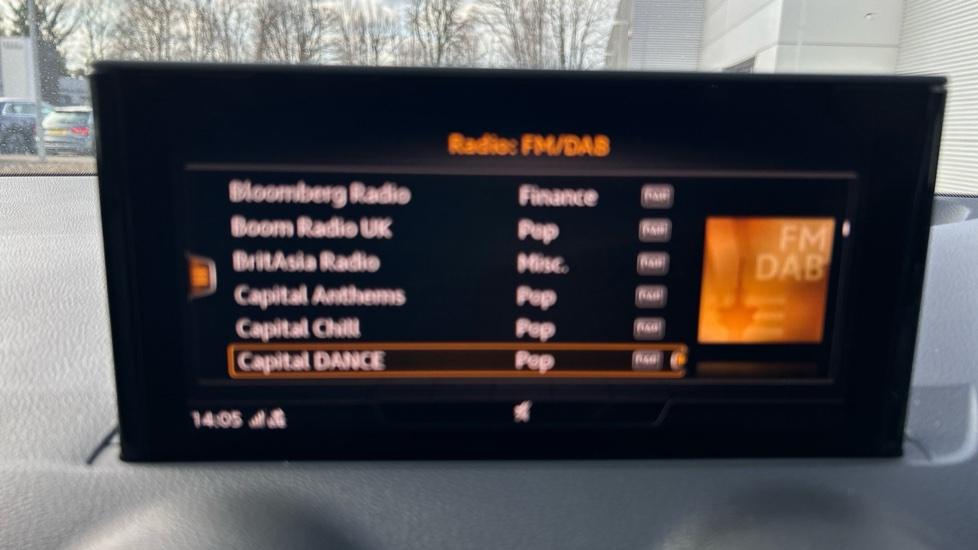 Radio: FM/DAB
Bloomberg Radio Finance DAB
Boom Radio UK Pop DAB
BritAsia Radio Misc. DAB
Capital Anthems Pop DAB
Capital Chill Pop DAB
Capital DANCE Pop DAB
FM
DAB
14:05